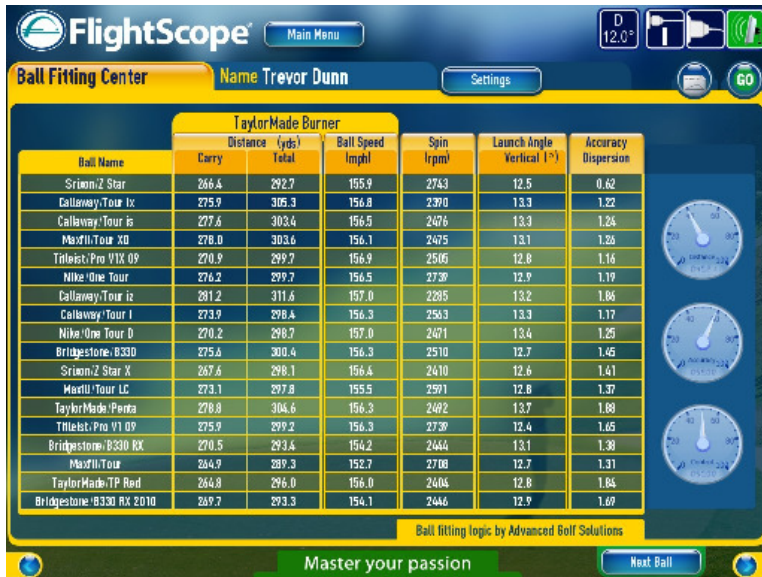 FlightScope
Main Menu
D
12.0°
Ball Fitting Center
Name Trevor Dunn
Settings
GO
TaylorMade Burner
Distance (yds) Ball Speed Spin Launch Angle Accuracy
Ball Name Carry Total (mph) (rpm) Vertical (°) Dispersion
Srixon/Z Star 266.4 292.7 155.9 2743 12.5 0.62
Callaway/Tour ix 275.9 305.3 156.8 2390 13.3 1.22
Callaway/Tour is 277.6 303.4 156.5 2476 13.3 1.24
Maxfli/Tour XD 278.0 303.6 156.1 2475 13.1 1.26
Titleist/Pro V1X 09 270.9 299.7 156.9 2505 12.8 1.16
Nike/One Tour 276.2 299.7 156.5 2739 12.9 1.19
Callaway/Tour iz 281.2 311.6 157.0 2285 13.2 1.86
Callaway/Tour I 273.9 298.4 156.3 2563 13.3 1.17
Nike/One Tour D 270.2 298.7 157.0 2471 13.4 1.25
Bridgestone/B330 275.6 300.4 156.3 2510 12.7 1.45
Srixon/Z Star X 267.6 298.1 156.4 2410 12.6 1.41
Maxfli/Tour LC 273.1 297.8 155.5 2591 12.8 1.37
TaylorMade/Penta 278.8 304.6 156.3 2492 13.7 1.88
Titleist/Pro V1 09 275.9 299.2 156.3 2739 12.4 1.65
Bridgestone/B330 RX 270.5 293.4 154.2 2444 13.1 1.38
Maxfli/Tour 264.9 289.3 152.7 2708 12.7 1.31
TaylorMade/TP Red 264.8 296.0 156.0 2404 12.8 1.84
Bridgestone/B330 RX 2010 269.7 293.3 154.1 2446 12.9 1.69
Ball fitting logic by Advanced Golf Solutions
Master your passion
Next Ball